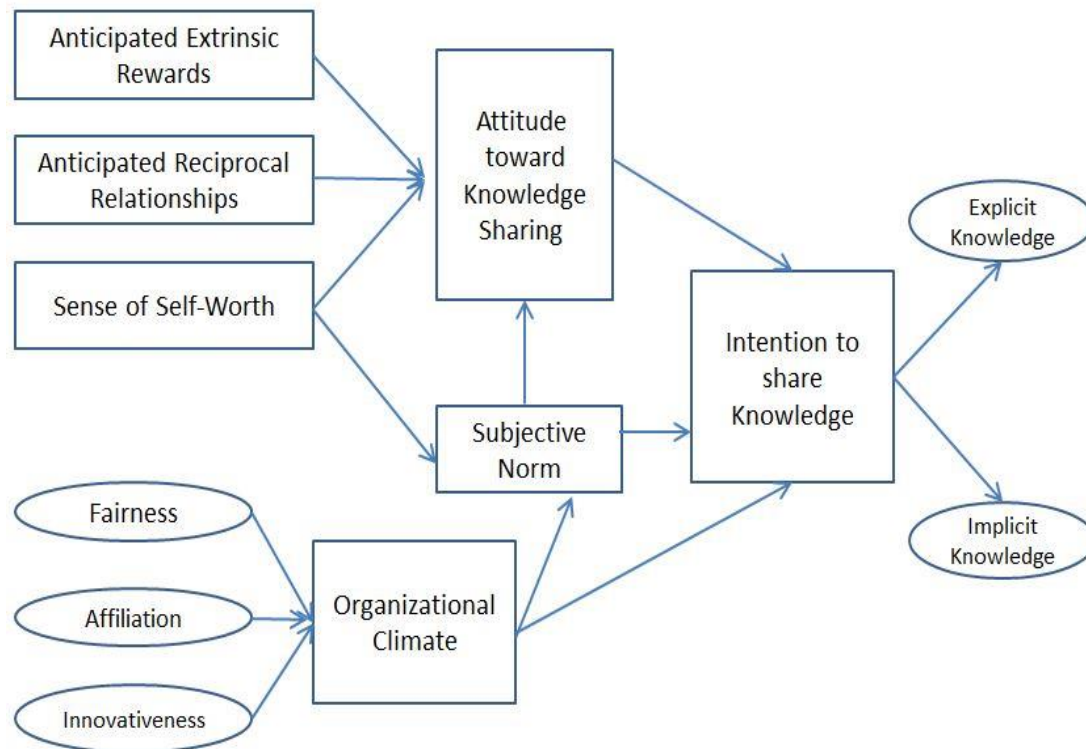 Anticipated Extrinsic
Rewards
Anticipated Reciprocal
Relationships
Sense of Self-Worth
Attitude
toward
Knowledge
Sharing
Subjective
Norm
Fairness
Affiliation
Innovativeness
Organizational
Climate
Intention to
share
Knowledge
Explicit
Knowledge
Implicit
Knowledge